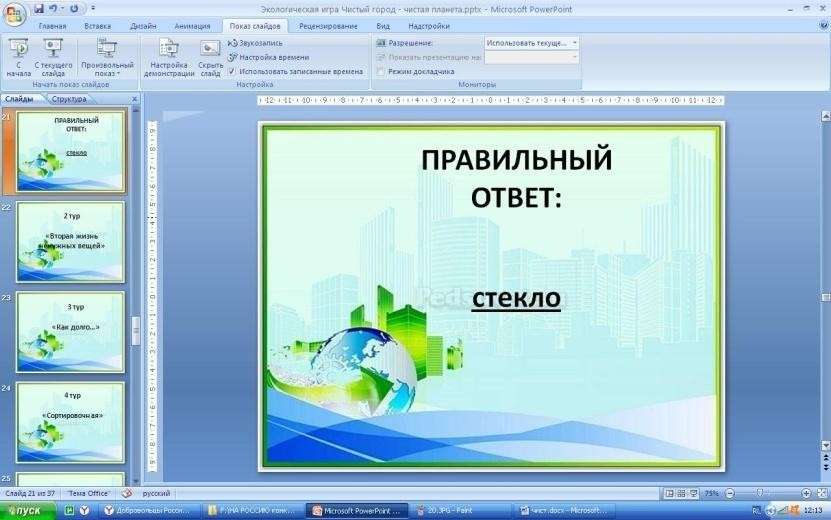 Экологическая игра Чистый город - чистая планета.pptx - Microsoft PowerPoint
Главная Вставка Дизайн Анимация Показ слайдов Рецензирование Вид Надстройки
С начала
С текущего слайда
Произвольный показ
Начать показ слайдов
Настройка демонстрации
Скрыть слайд
Звукозапись
Настройка времени
Использовать записанные времена
Настройка
Разрешение: Использовать текуще...
Показать презентацию на:
Режим докладчика
Мониторы
Слайды Структура
21
ПРАВИЛЬНЫЙ
ОТВЕТ:
стекло
22
2 тур
«Вторая жизнь
ненужных вещей»
23
3 тур
«Как долго...»
24
4 тур
«Сортировочная»
25
ПРАВИЛЬНЫЙ
ОТВЕТ:
стекло
Слайд 21 из 37 "Тема Office" русский 75%
пуск Добровольцы Росси... F:\НА РОССИЮ конк... Microsoft PowerPoint ... 20.JPG - Paint чист.docx - Microsoft... RU 12:13